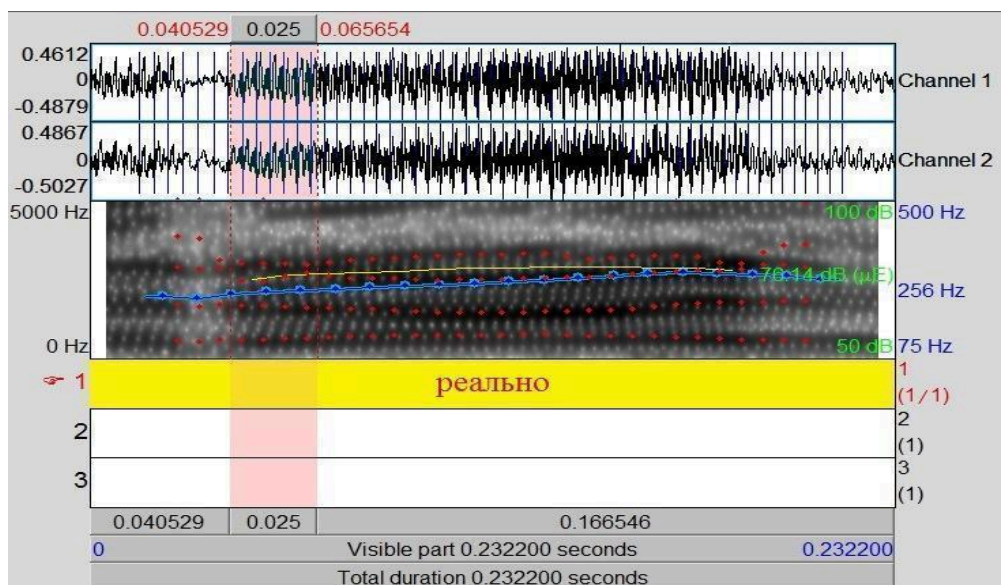 0.040529 0.025 0.065654
0.4612
0
-0.4879
Channel 1
0.4867
0
-0.5027
Channel 2
5000 Hz 100 dB 500 Hz
76.14 dB (µE) 256 Hz
0 Hz 50 dB 75 Hz
☞ 1 реально 1
(1/1)
2 2
(1)
3 3
(1)
0.040529 0.025 0.166546
0 Visible part 0.232200 seconds 0.232200
Total duration 0.232200 seconds